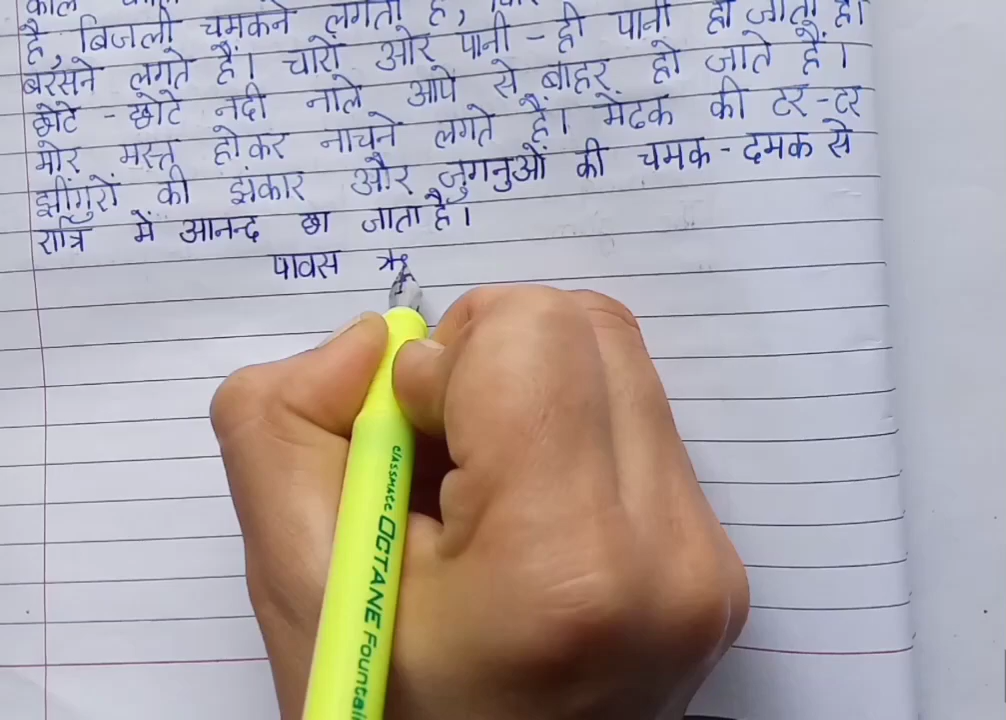 है, बिजली चमकने लगती है,
बरसने लगते हैं। चारों ओर पानी - ही पानी हो जाता है।
छोटे - छोटे नदी नाले आपे से बाहर हो जाते हैं।
मोर मस्त होकर नाचने लगते हैं। मेढक की टर - टर
झींगुरों की झंकार और जुगनुओं की चमक - दमक से
रात्रि में आनन्द छा जाता है।
पावस
classmate OCTANE Fountain